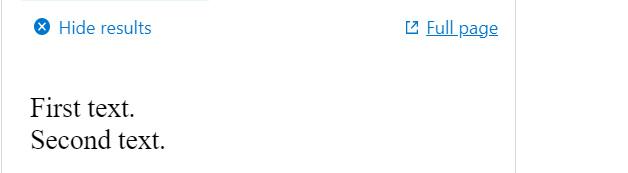 Hide results
Full page
First text.
Second text.